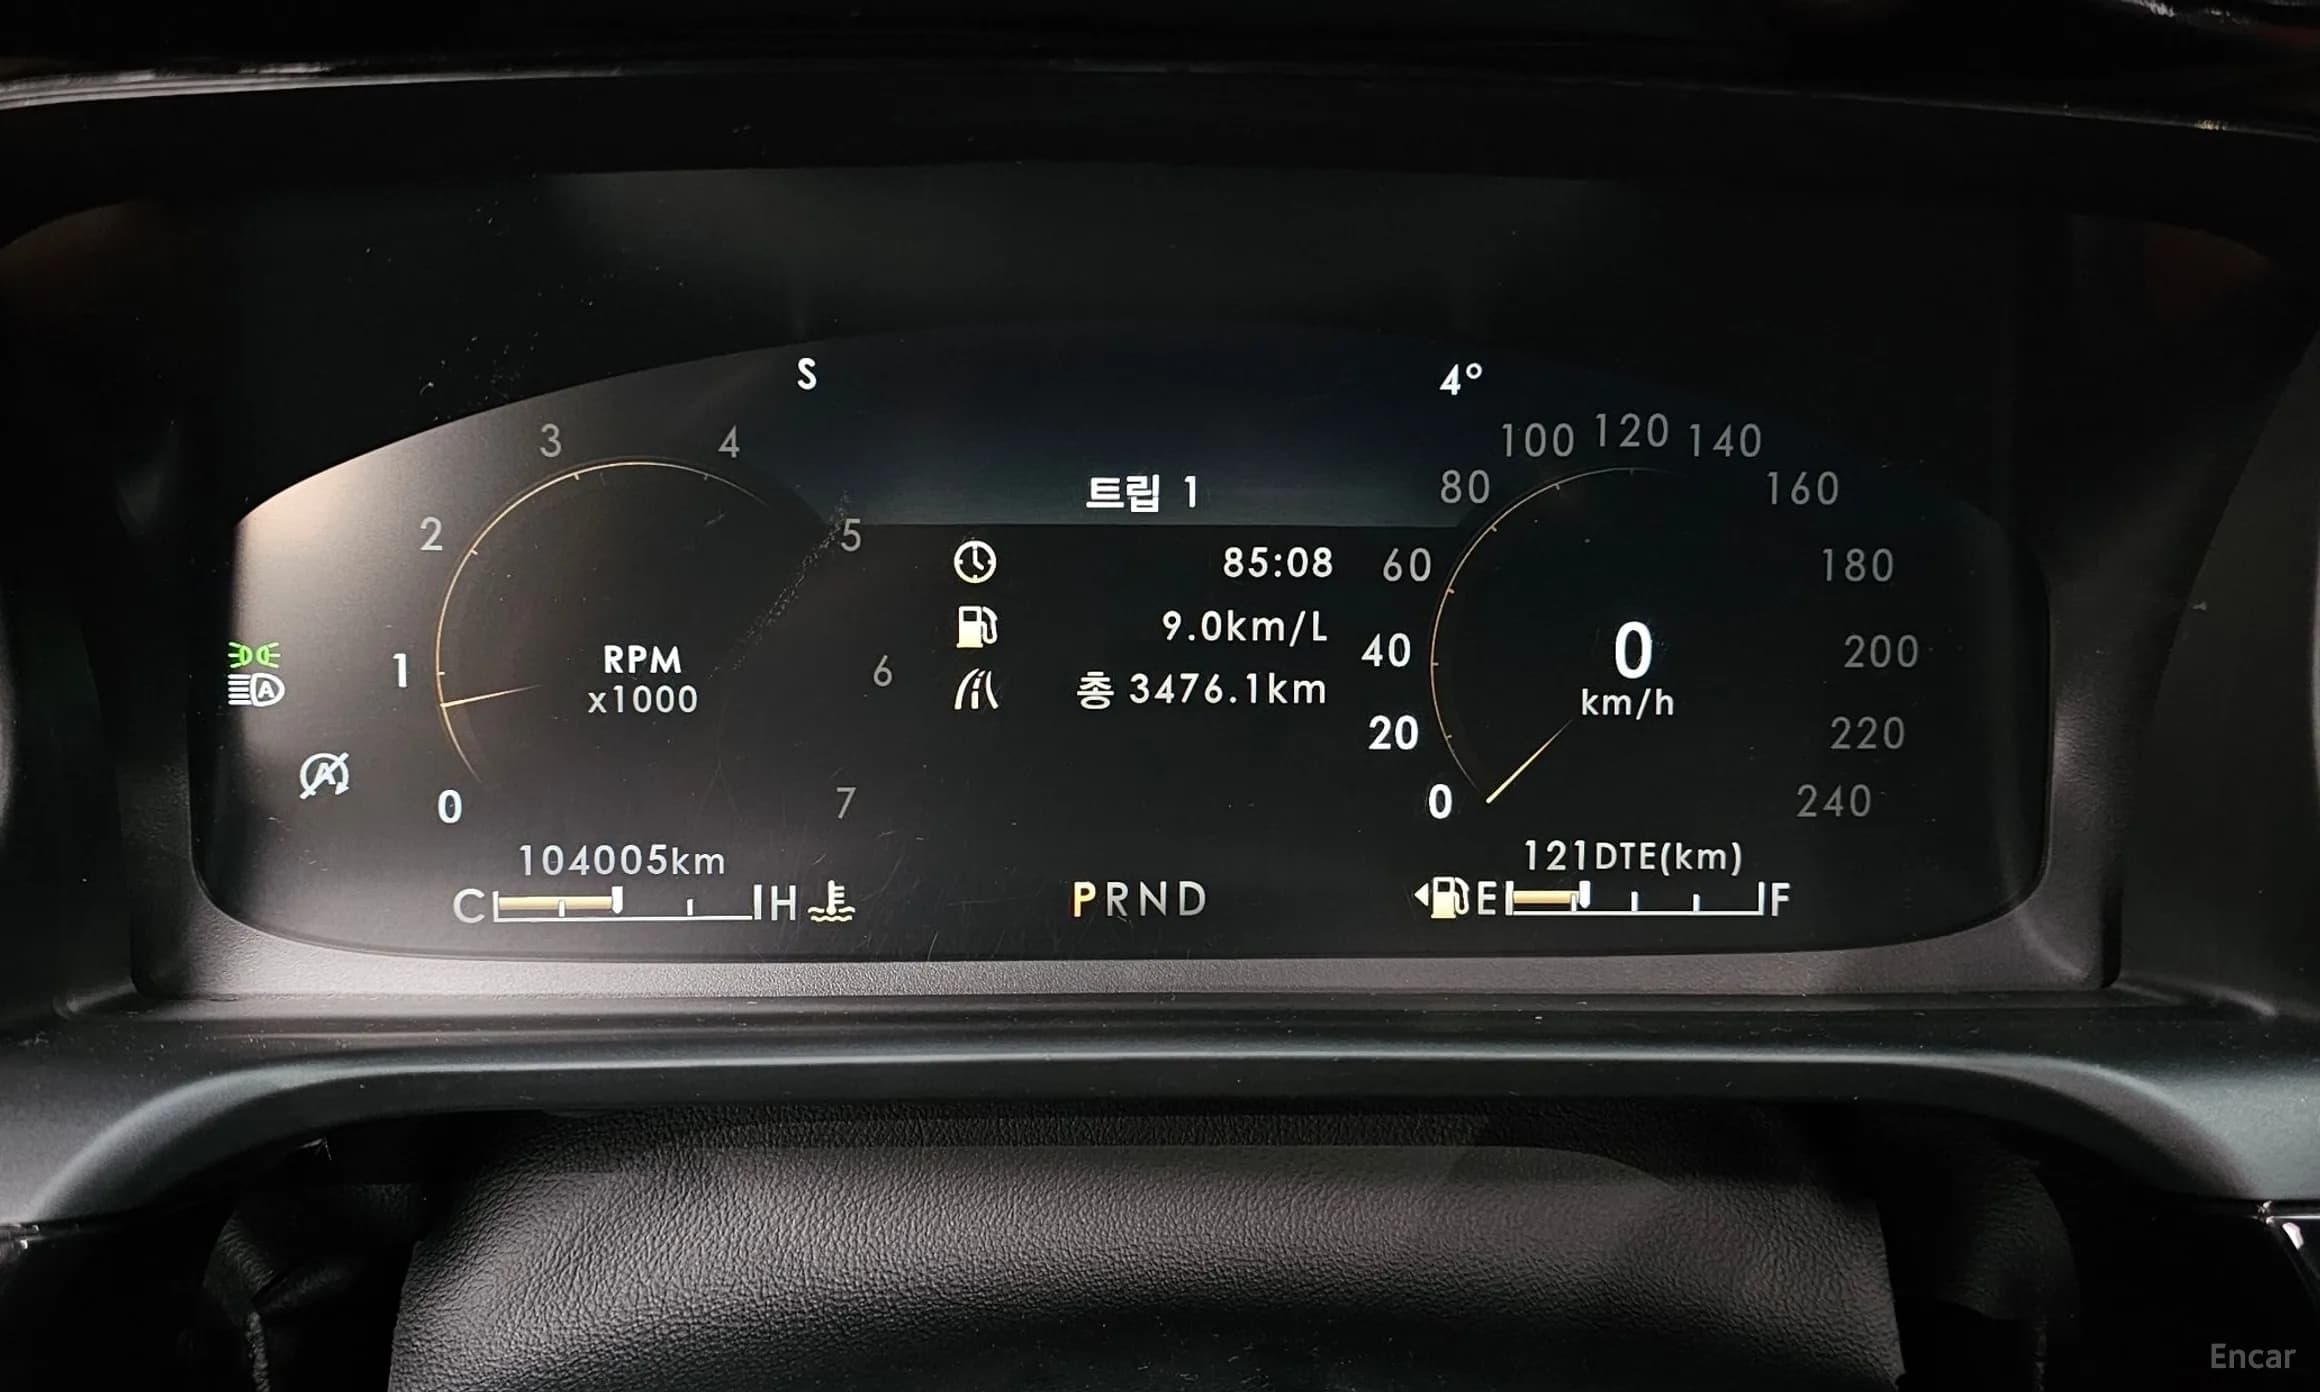 S
4°
트립 1
85:08
9.0km/L
총 3476.1km
0
1
2
3
4
5
6
7
RPM
x1000
A
A
0
20
40
60
80
100
120
140
160
180
200
220
240
0
km/h
104005km
C H
PRND
121DTE(km)
E F
Encar